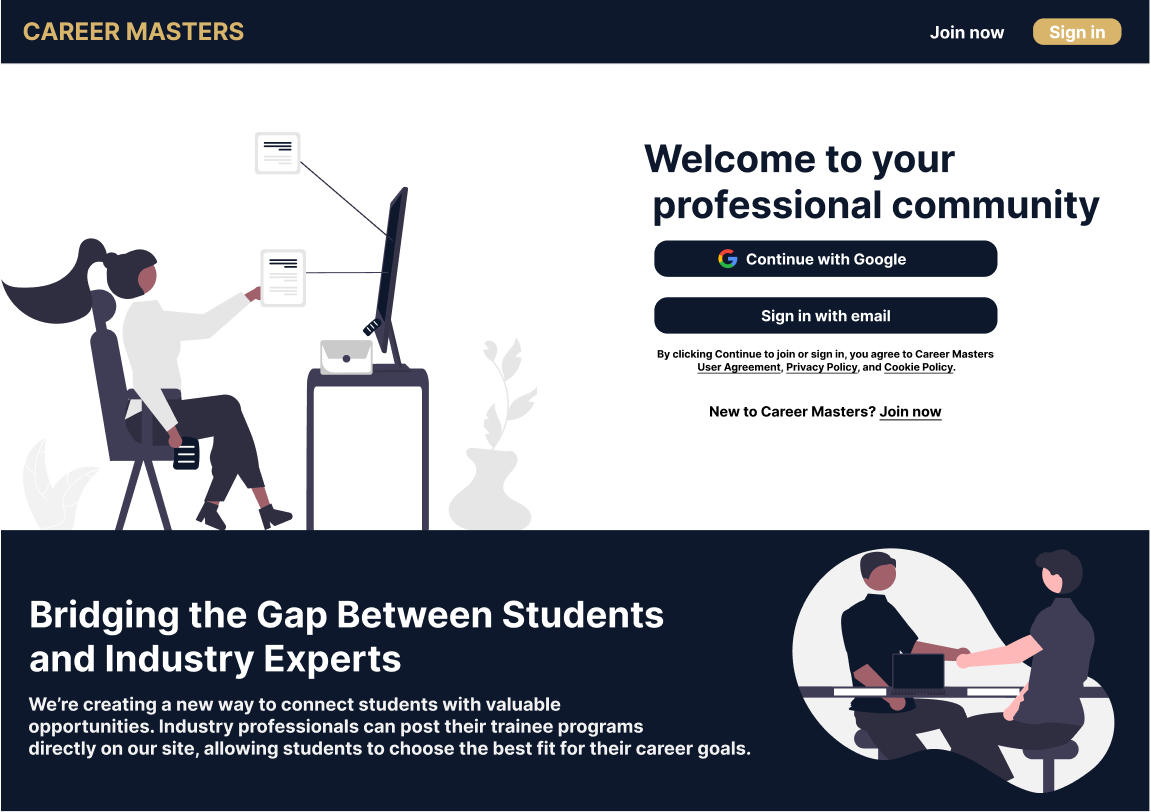 CAREER MASTERS
Join now
Sign in
Welcome to your
professional community
Continue with Google
Sign in with email
By clicking Continue to join or sign in, you agree to Career Masters
User Agreement, Privacy Policy, and Cookie Policy.
New to Career Masters? Join now
Bridging the Gap Between Students
and Industry Experts
We’re creating a new way to connect students with valuable
opportunities. Industry professionals can post their trainee programs
directly on our site, allowing students to choose the best fit for their career goals.